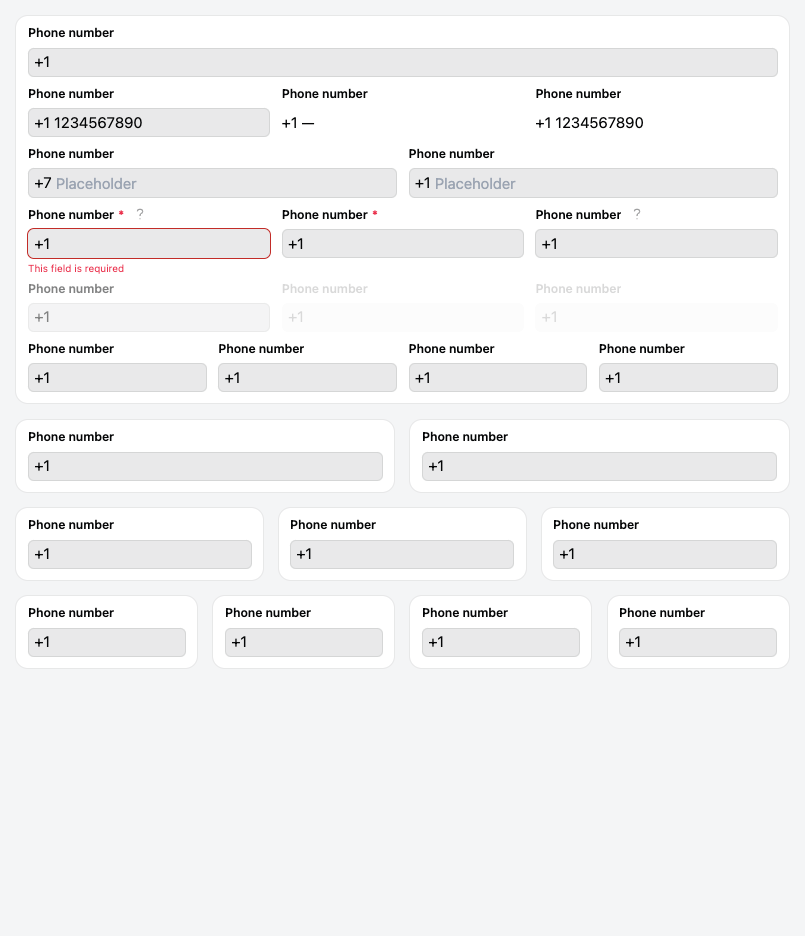 Phone number
+1
Phone number Phone number Phone number
+1 1234567890 +1 — +1 1234567890
Phone number Phone number
+7 Placeholder +1 Placeholder
Phone number * ? Phone number * Phone number ?
+1 +1 +1
This field is required
Phone number Phone number Phone number
+1 +1 +1
Phone number Phone number Phone number Phone number
+1 +1 +1 +1
Phone number Phone number
+1 +1
Phone number Phone number Phone number
+1 +1 +1
Phone number Phone number Phone number Phone number
+1 +1 +1 +1